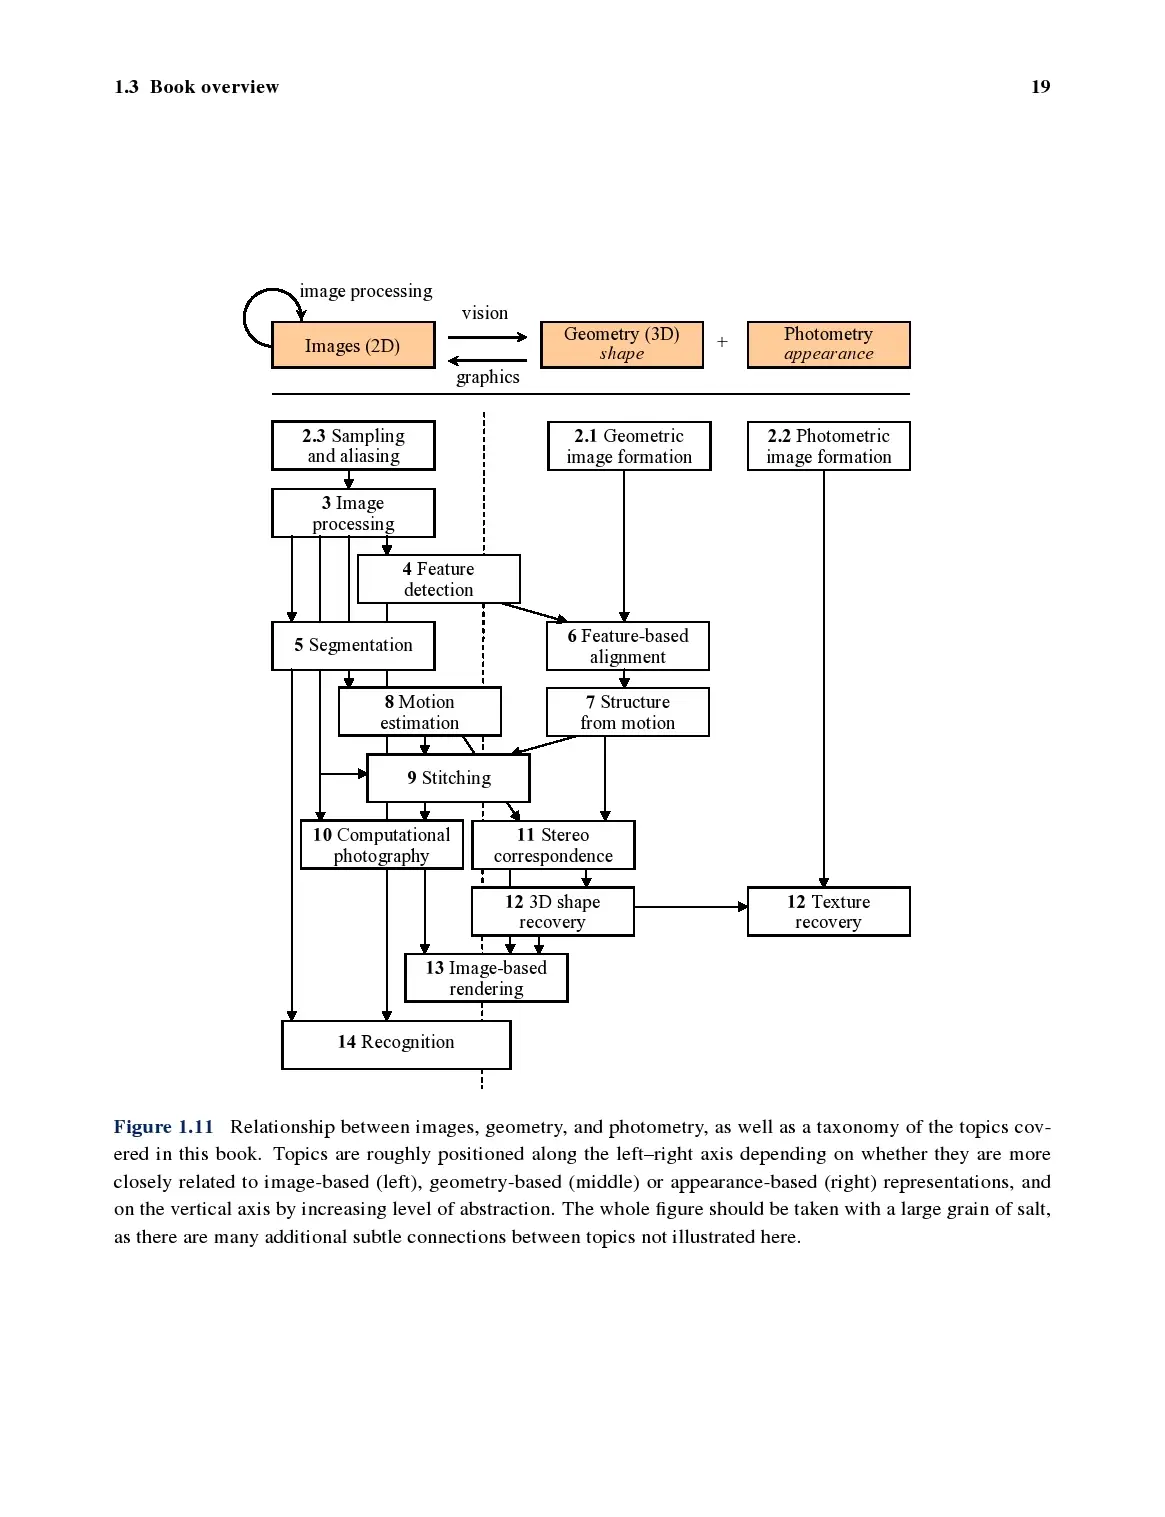 1.3 Book overview 19
image processing
vision
Images (2D)
Geometry (3D)
shape
+
Photometry
appearance
graphics
2.3 Sampling
and aliasing
2.1 Geometric
image formation
2.2 Photometric
image formation
3 Image
processing
4 Feature
detection
5 Segmentation
6 Feature-based
alignment
8 Motion
estimation
7 Structure
from motion
9 Stitching
10 Computational
photography
11 Stereo
correspondence
12 3D shape
recovery
12 Texture
recovery
13 Image-based
rendering
14 Recognition
Figure 1.11 Relationship between images, geometry, and photometry, as well as a taxonomy of the topics cov-
ered in this book. Topics are roughly positioned along the left–right axis depending on whether they are more
closely related to image-based (left), geometry-based (middle) or appearance-based (right) representations, and
on the vertical axis by increasing level of abstraction. The whole figure should be taken with a large grain of salt,
as there are many additional subtle connections between topics not illustrated here.